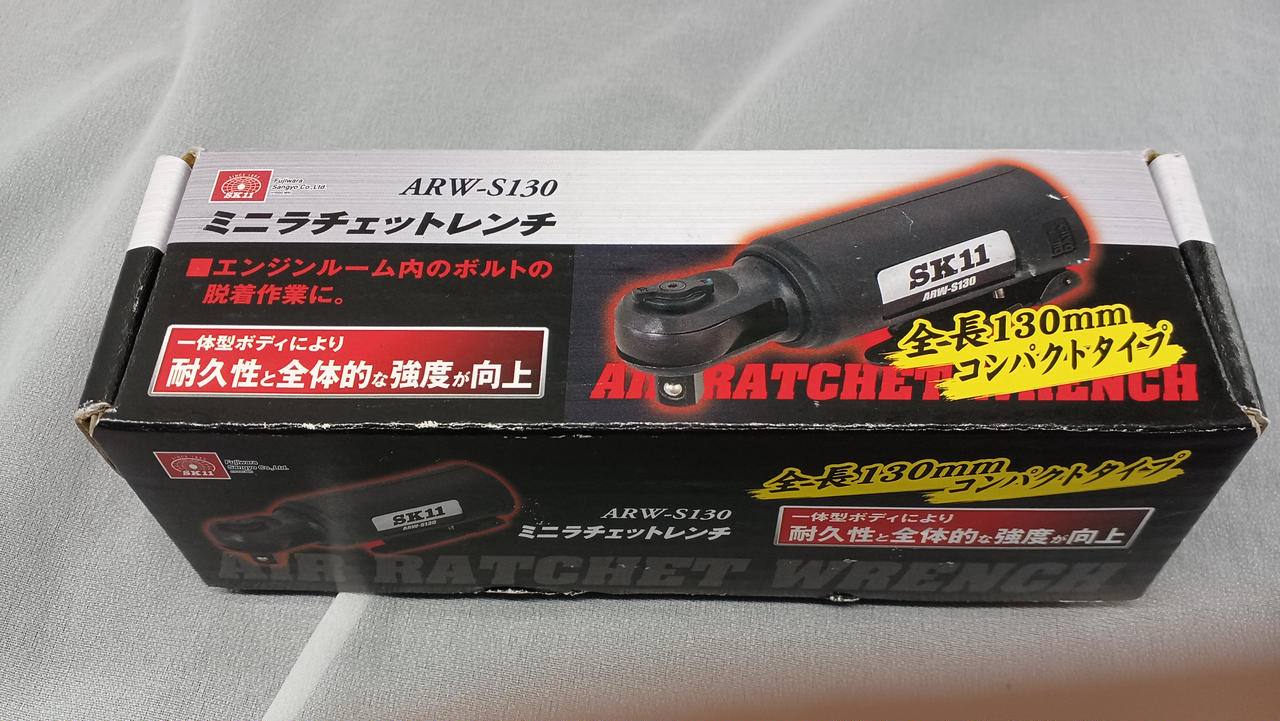 SK11
Fujiwara
Sangyo Co.,Ltd.
ARW-S130
ミニラチェットレンチ
■エンジンルーム内のボルトの
脱着作業に。
一体型ボディにより
耐久性と全体的な強度が向上
SK11
ARW-S130
全長130mm
コンパクトタイプ
AIR RATCHET WRENCH
SK11
Fujiwara
Sangyo Co.,Ltd.
SK11
ARW-S130
ARW-S130
ミニラチェットレンチ
全長130mm
コンパクトタイプ
一体型ボディにより
耐久性と全体的な強度が向上
AIR RATCHET WRENCH